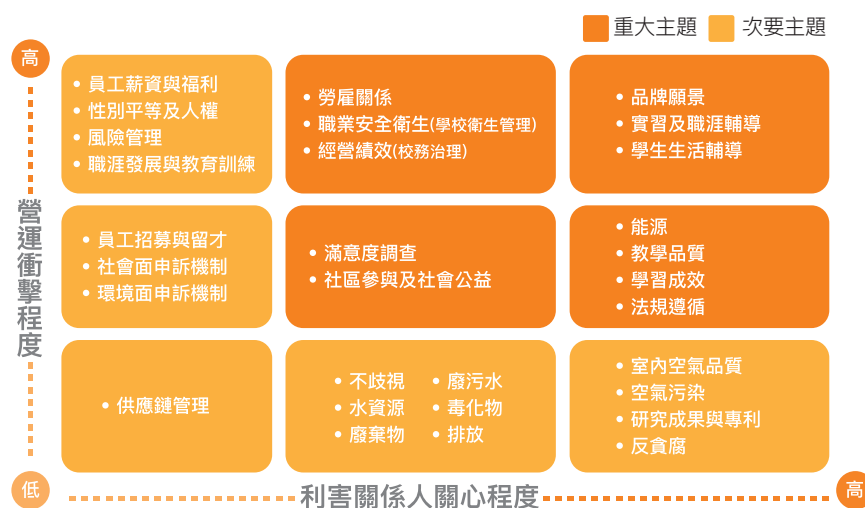 重大主題 次要主題
高
• 員工薪資與福利
• 性別平等及人權
• 風險管理
• 職涯發展與教育訓練
• 勞雇關係
• 職業安全衛生(學校衛生管理)
• 經營績效(校務治理)
• 品牌願景
• 實習及職涯輔導
• 學生生活輔導
營運衝擊程度
• 員工招募與留才
• 社會面申訴機制
• 環境面申訴機制
• 滿意度調查
• 社區參與及社會公益
• 能源
• 教學品質
• 學習成效
• 法規遵循
• 供應鏈管理
• 不歧視 • 廢污水
• 水資源 • 毒化物
• 廢棄物 • 排放
• 室內空氣品質
• 空氣污染
• 研究成果與專利
• 反貪腐
低
利害關係人關心程度
高